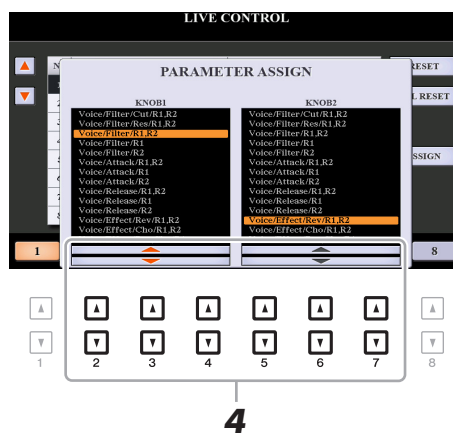 LIVE CONTROL
RESET
L RESET
SSIGN
PARAMETER ASSIGN
KNOB1
Voice/Filter/Cut/R1,R2
Voice/Filter/Res/R1,R2
Voice/Filter/R1,R2
Voice/Filter/R1
Voice/Filter/R2
Voice/Attack/R1,R2
Voice/Attack/R1
Voice/Attack/R2
Voice/Release/R1,R2
Voice/Release/R1
Voice/Release/R2
Voice/Effect/Rev/R1,R2
Voice/Effect/Cho/R1,R2
KNOB2
Voice/Filter/Cut/R1,R2
Voice/Filter/Res/R1,R2
Voice/Filter/R1,R2
Voice/Filter/R1
Voice/Filter/R2
Voice/Attack/R1,R2
Voice/Attack/R1
Voice/Attack/R2
Voice/Release/R1,R2
Voice/Release/R1
Voice/Release/R2
Voice/Effect/Rev/R1,R2
Voice/Effect/Cho/R1,R2
1
8
1 2 3 4 5 6 7 8
4